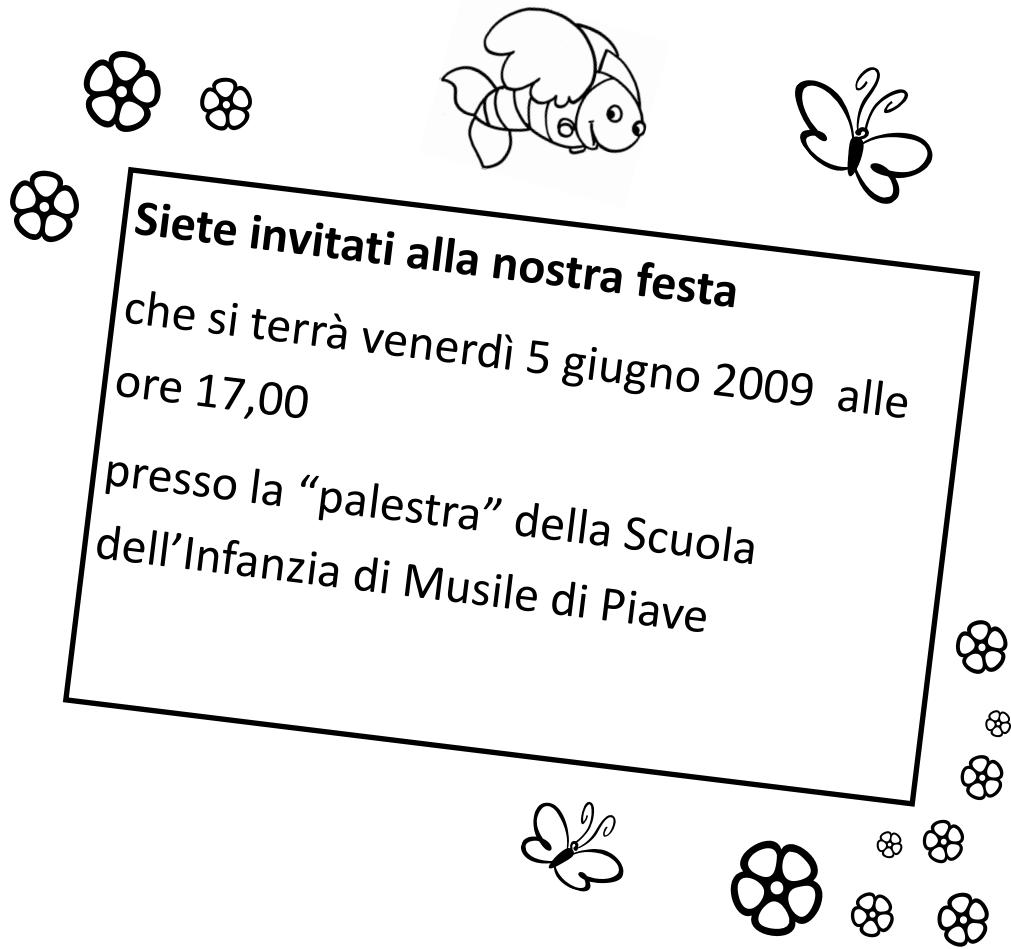 Siete invitati alla nostra festa
che si terrà venerdì 5 giugno 2009 alle
ore 17,00
presso la “palestra” della Scuola
dell’Infanzia di Musile di Piave